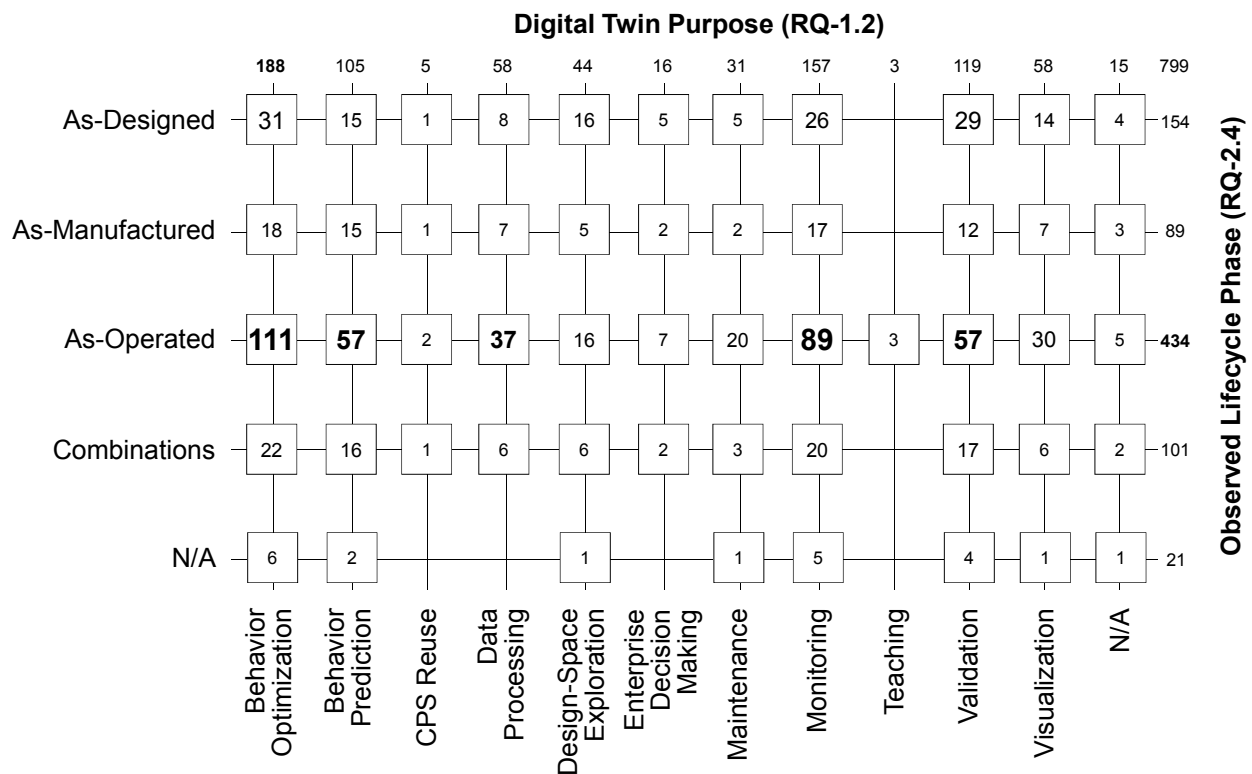 Digital Twin Purpose (RQ-1.2)
188 105 5 58 44 16 31 157 3 119 58 15 799
As-Designed 31 15 1 8 16 5 5 26 29 14 4 154
As-Manufactured 18 15 1 7 5 2 2 17 12 7 3 89
As-Operated 111 57 2 37 16 7 20 89 3 57 30 5 434
Combinations 22 16 1 6 6 2 3 20 17 6 2 101
N/A 6 2 1 1 5 4 1 1 21
Behavior
Optimization
Behavior
Prediction
CPS Reuse
Data
Processing
Design-Space
Exploration
Enterprise
Decision
Making
Maintenance
Monitoring
Teaching
Validation
Visualization
N/A
Observed Lifecycle Phase (RQ-2.4)